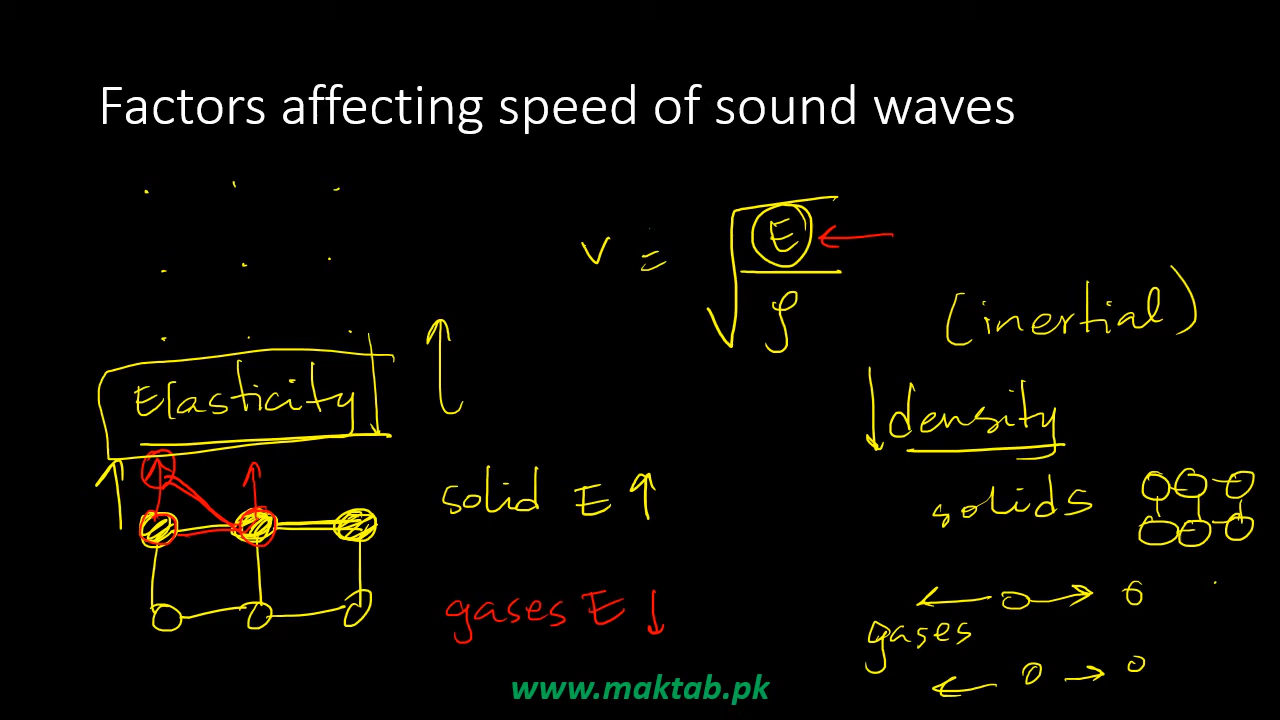 Factors affecting speed of sound waves
v = √E/ρ
(inertial)
Elasticity
density
solid E ↑
solids
gases E ↓
gases
www.maktab.pk